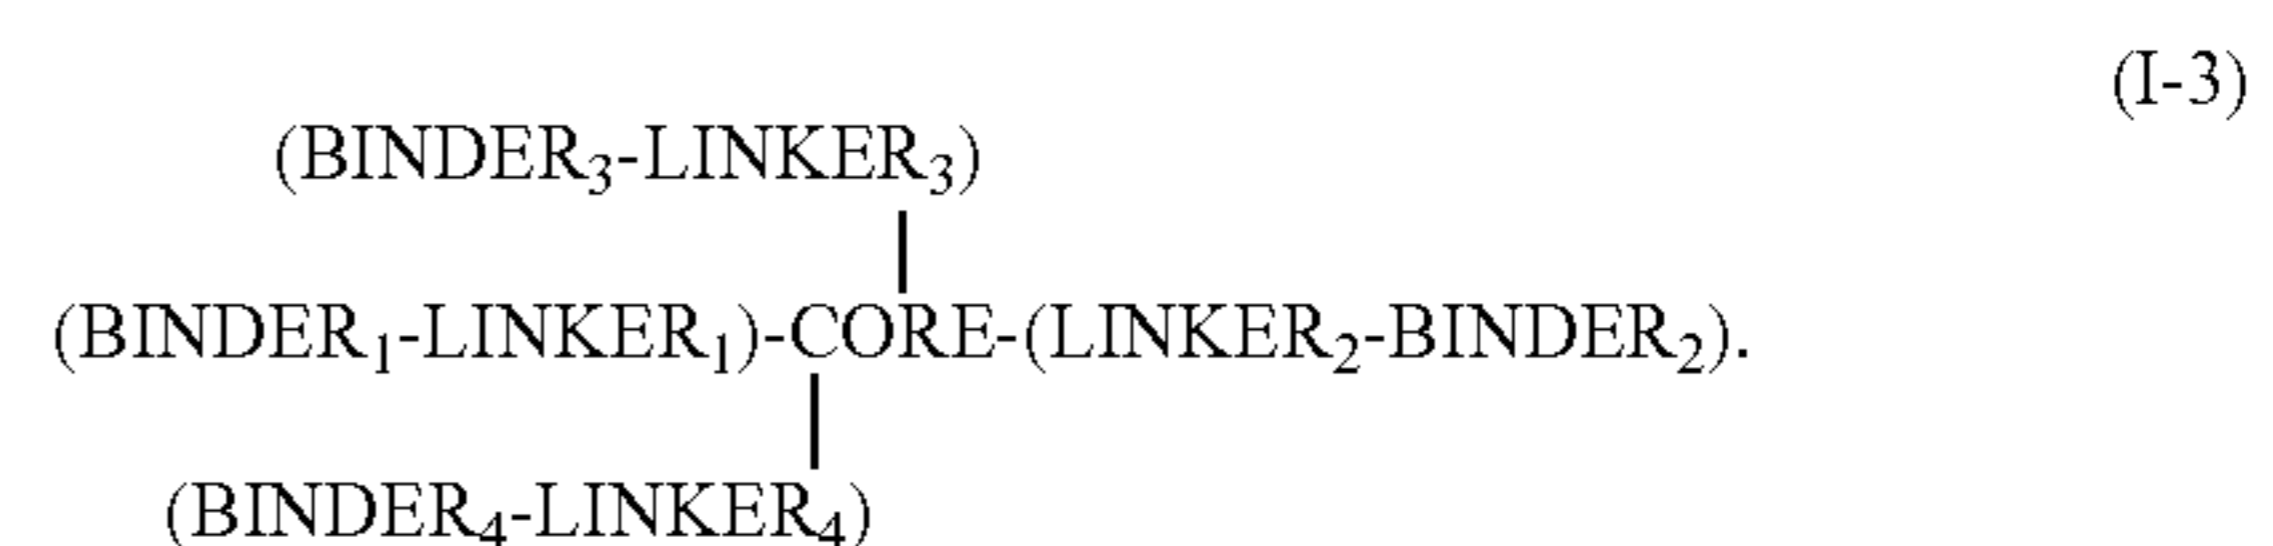 (I-3)
(BINDER₃-LINKER₃)
(BINDER₁-LINKER₁)-CORE-(LINKER₂-BINDER₂).
(BINDER₄-LINKER₄)